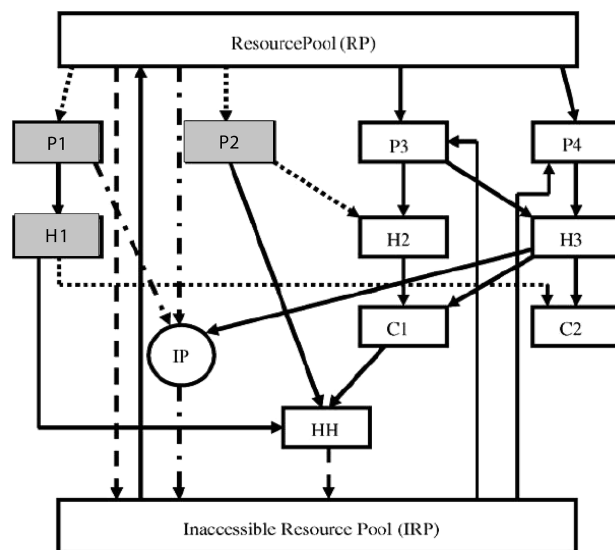 ResourcePool (RP)
P1
P2
P3
P4
H1
H2
H3
IP
C1
C2
HH
Inaccessible Resource Pool (IRP)